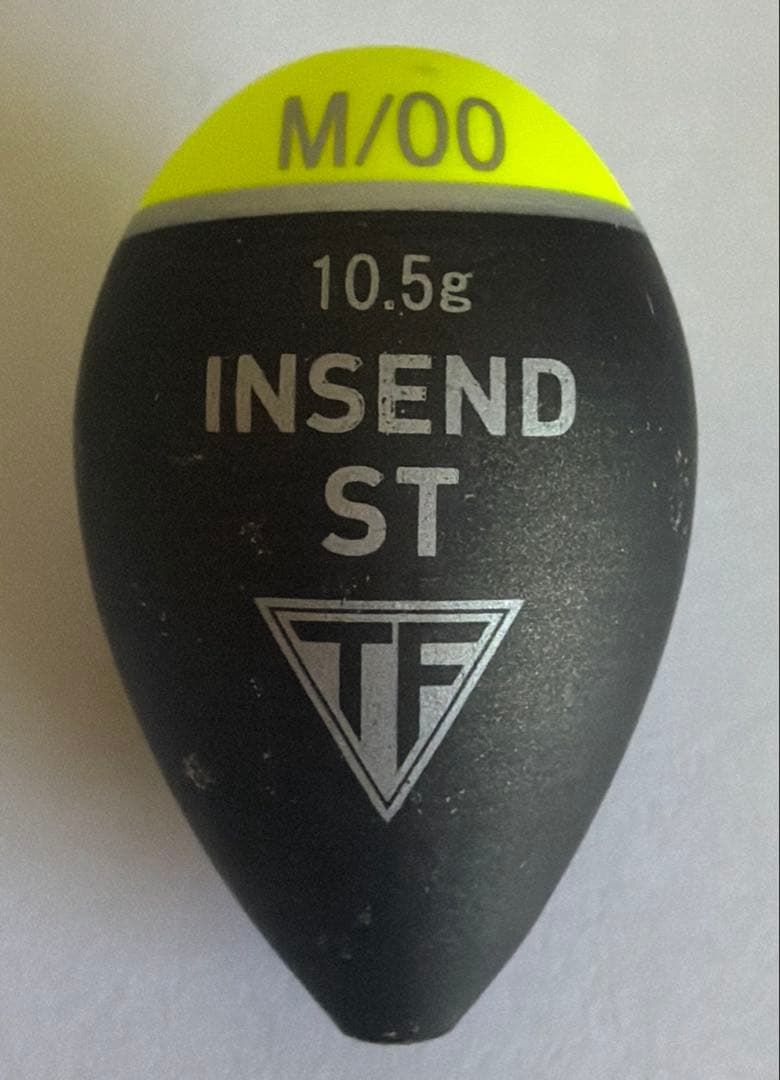 M/00
10.5g
INSEND
ST
TF